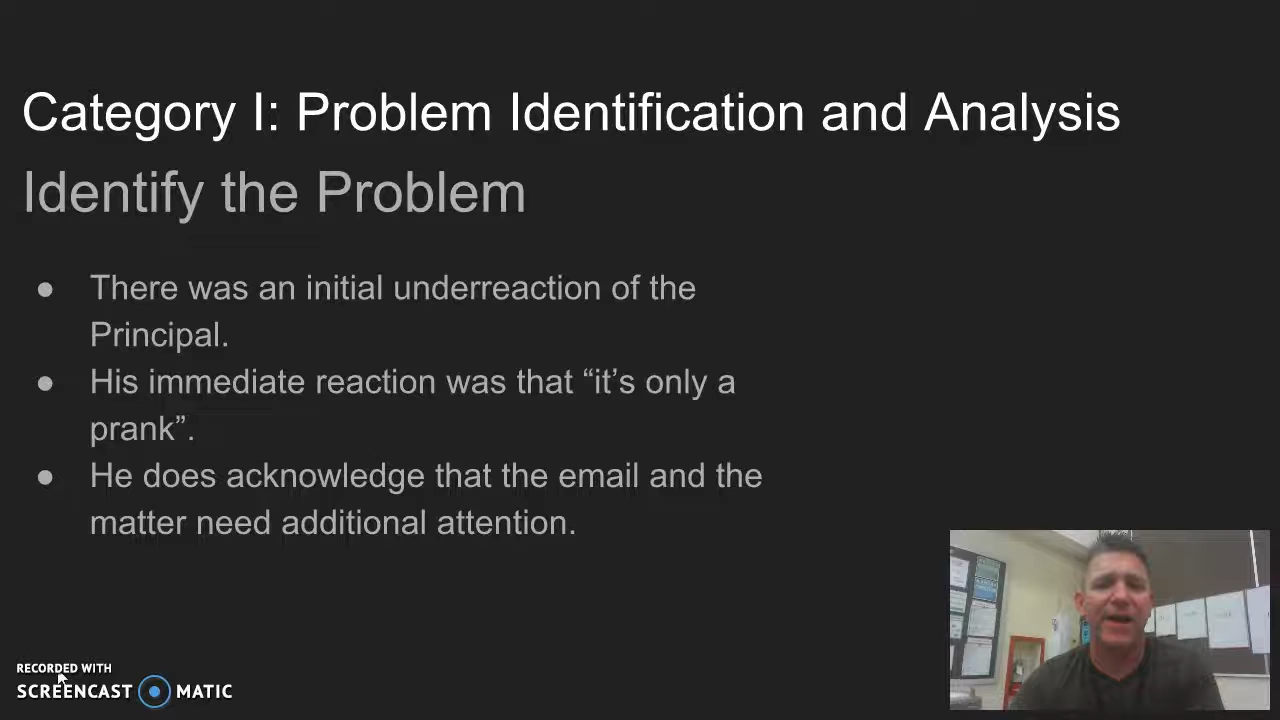 Category I: Problem Identification and Analysis
Identify the Problem
● There was an initial underreaction of the
Principal.
● His immediate reaction was that “it’s only a
prank”.
● He does acknowledge that the email and the
matter need additional attention.
RECORDED WITH
SCREENCAST MATIC